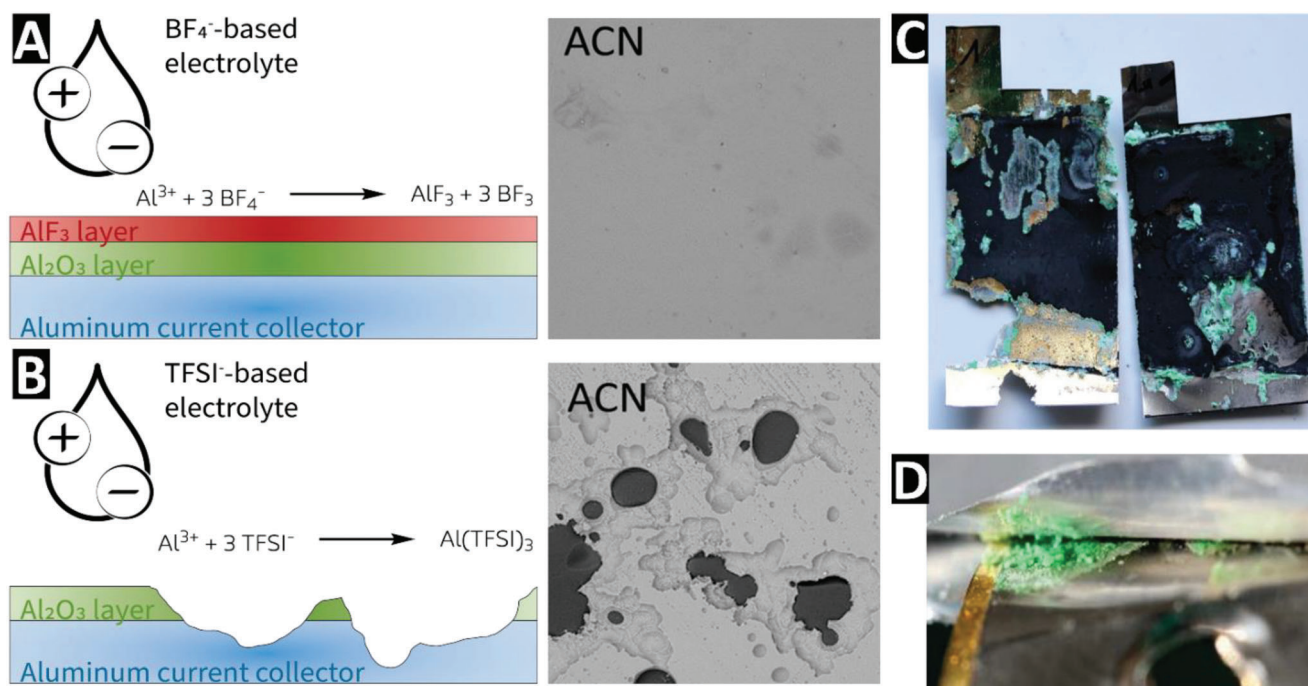 A
BF₄⁻-based
electrolyte
+
−
Al³⁺ + 3 BF₄⁻ ⟶ AlF₃ + 3 BF₃
AlF₃ layer
Al₂O₃ layer
Aluminum current collector
ACN
B
TFSI⁻-based
electrolyte
+
−
Al³⁺ + 3 TFSI⁻ ⟶ Al(TFSI)₃
Al₂O₃ layer
Aluminum current collector
ACN
C
D